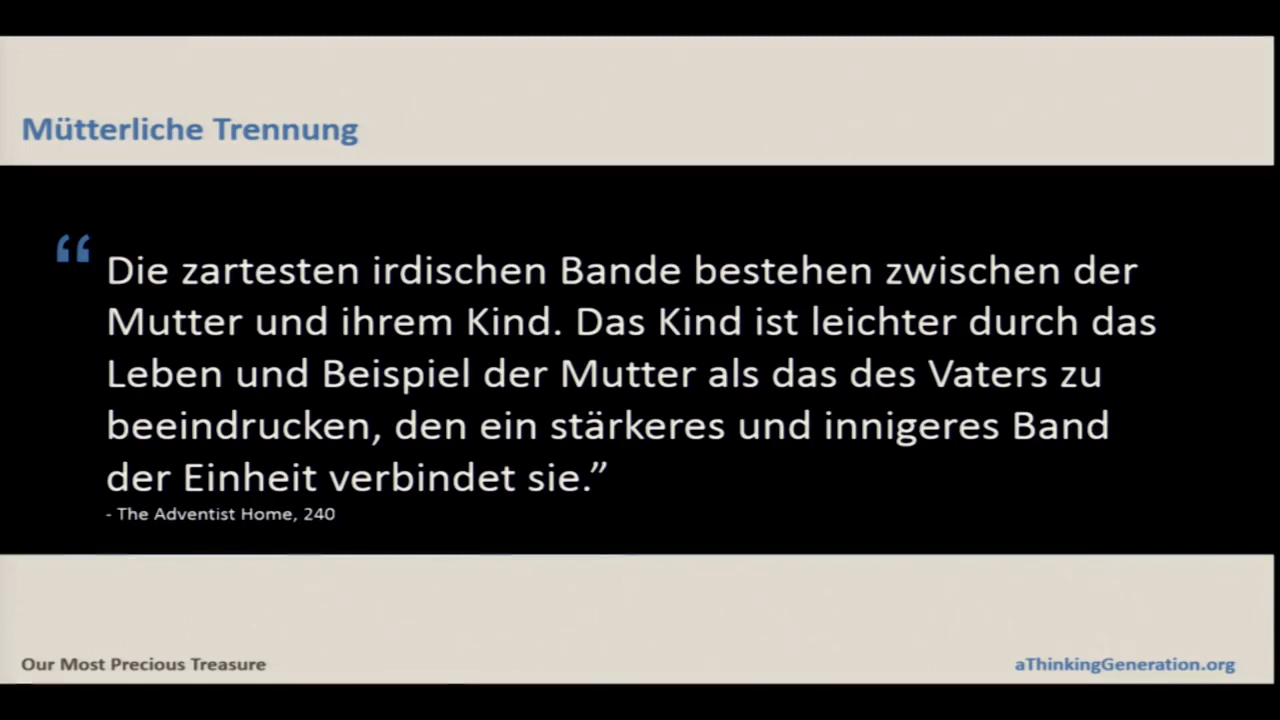 Mütterliche Trennung
“ Die zartesten irdischen Bande bestehen zwischen der
Mutter und ihrem Kind. Das Kind ist leichter durch das
Leben und Beispiel der Mutter als das des Vaters zu
beeindrucken, den ein stärkeres und innigeres Band
der Einheit verbindet sie.”
- The Adventist Home, 240
Our Most Precious Treasure
aThinkingGeneration.org